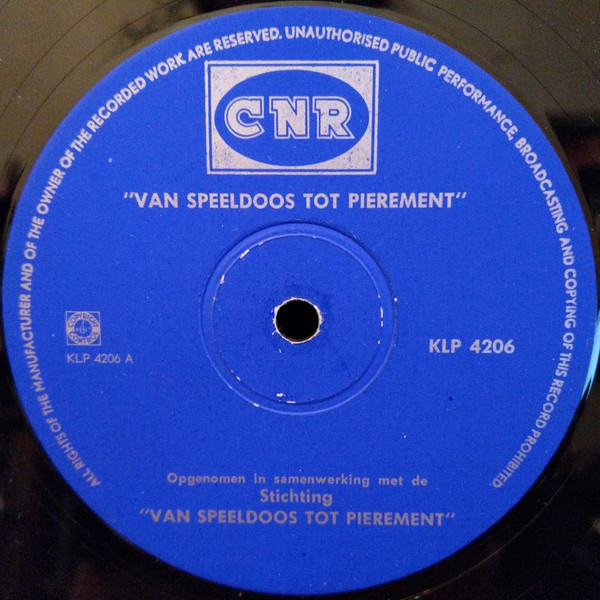 ALL RIGHTS OF THE MANUFACTURER AND OF THE OWNER OF THE RECORDED WORK ARE RESERVED. UNAUTHORISED PUBLIC PERFORMANCE, BROADCASTING AND COPYING OF THIS RECORD PROHIBITED
CNR
"VAN SPEELDOOS TOT PIEREMENT"
KLP 4206 A
KLP 4206
Opgenomen in samenwerking met de
Stichting
"VAN SPEELDOOS TOT PIEREMENT"